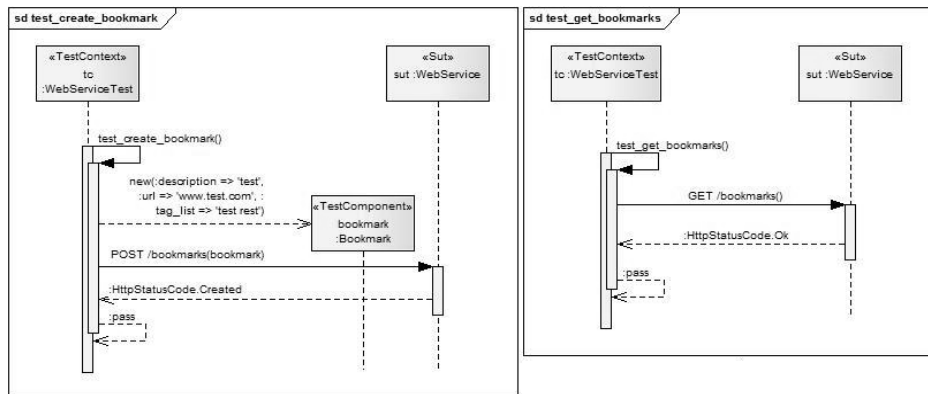 sd test_create_bookmark
«TestContext»
tc
:WebServiceTest
«Sut»
sut :WebService
test_create_bookmark()
new(:description => 'test',
:url => 'www.test.com', :
tag_list => 'test rest')
«TestComponent»
bookmark
:Bookmark
POST /bookmarks(bookmark)
:HttpStatusCode.Created
:pass
sd test_get_bookmarks
«TestContext»
tc :WebServiceTest
«Sut»
sut :WebService
test_get_bookmarks()
GET /bookmarks()
:HttpStatusCode.Ok
:pass